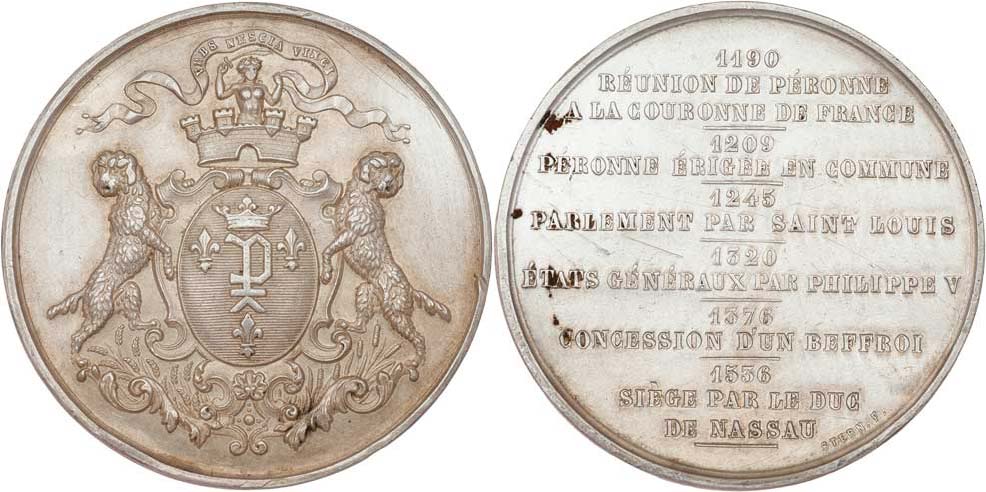 URBS NESCIA VINCI
P
1190
RÉUNION DE PÉRONNE
A LA COURONNE DE FRANCE
1209
PÉRONNE ÉRIGÉE EN COMMUNE
1245
PARLEMENT PAR SAINT LOUIS
1320
ÉTATS GÉNÉRAUX PAR PHILIPPE V
1376
CONCESSION D'UN BEFFROI
1536
SIÈGE PAR LE DUC
DE NASSAU
STERN. F.